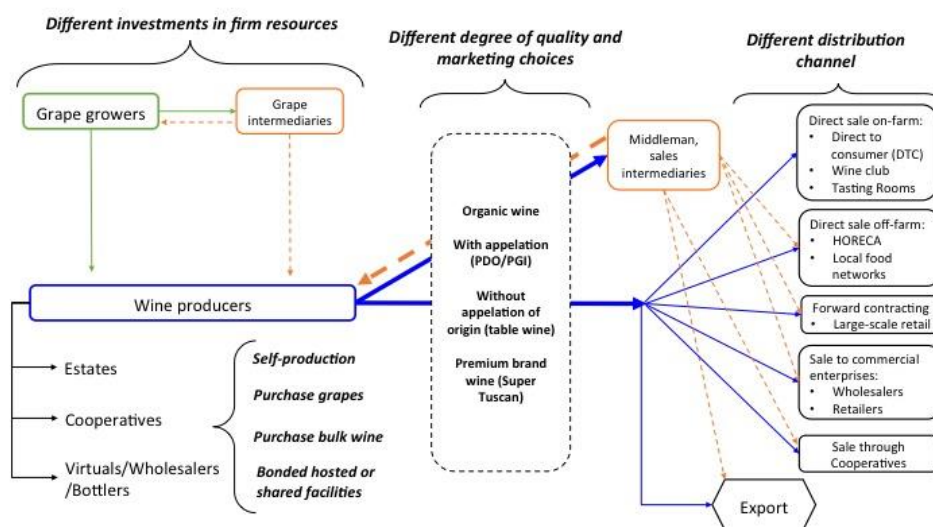 Different investments in firm resources
Different degree of quality and
marketing choices
Different distribution
channel
Grape growers
Grape
intermediaries
Wine producers
Estates
Cooperatives
Virtuals/Wholesalers
/Bottlers
Self-production
Purchase grapes
Purchase bulk wine
Bonded hosted or
shared facilities
Organic wine
With appelation
(PDO/PGI)
Without
appelation of
origin (table wine)
Premium brand
wine (Super
Tuscan)
Middleman,
sales
intermediaries
Direct sale on-farm:
• Direct to
consumer (DTC)
• Wine club
• Tasting Rooms
Direct sale off-farm:
• HORECA
• Local food
networks
Forward contracting
• Large-scale retail
Sale to commercial
enterprises:
• Wholesalers
• Retailers
Sale through
Cooperatives
Export